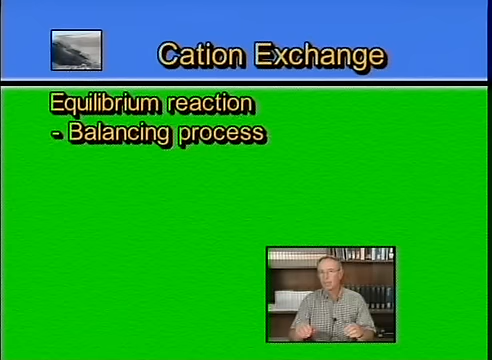 Cation Exchange
Equilibrium reaction
- Balancing process